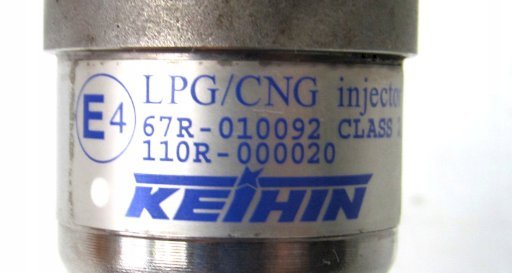 E4
LPG/CNG injector
67R-010092 CLASS
110R-000020
KEIHIN